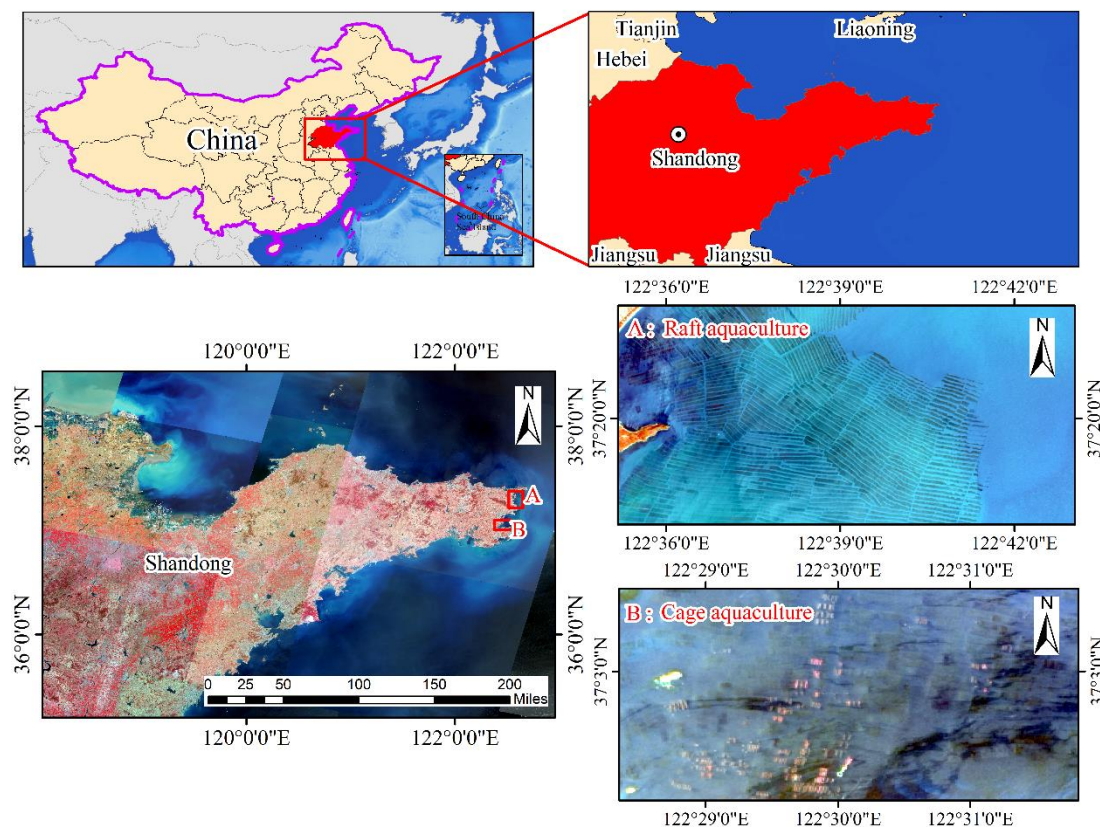 China
South China
Sea Island
Tianjin
Liaoning
Hebei
Shandong
Jiangsu
Jiangsu
120°0'0"E
122°0'0"E
38°0'0"N
36°0'0"N
38°0'0"N
36°0'0"N
N
A
B
Shandong
0 25 50 100 150 200
Miles
120°0'0"E
122°0'0"E
122°36'0"E
122°39'0"E
122°42'0"E
A : Raft aquaculture
N
37°20'0"N
37°20'0"N
122°36'0"E
122°39'0"E
122°42'0"E
122°29'0"E
122°30'0"E
122°31'0"E
B : Cage aquaculture
N
37°3'0"N
37°3'0"N
122°29'0"E
122°30'0"E
122°31'0"E